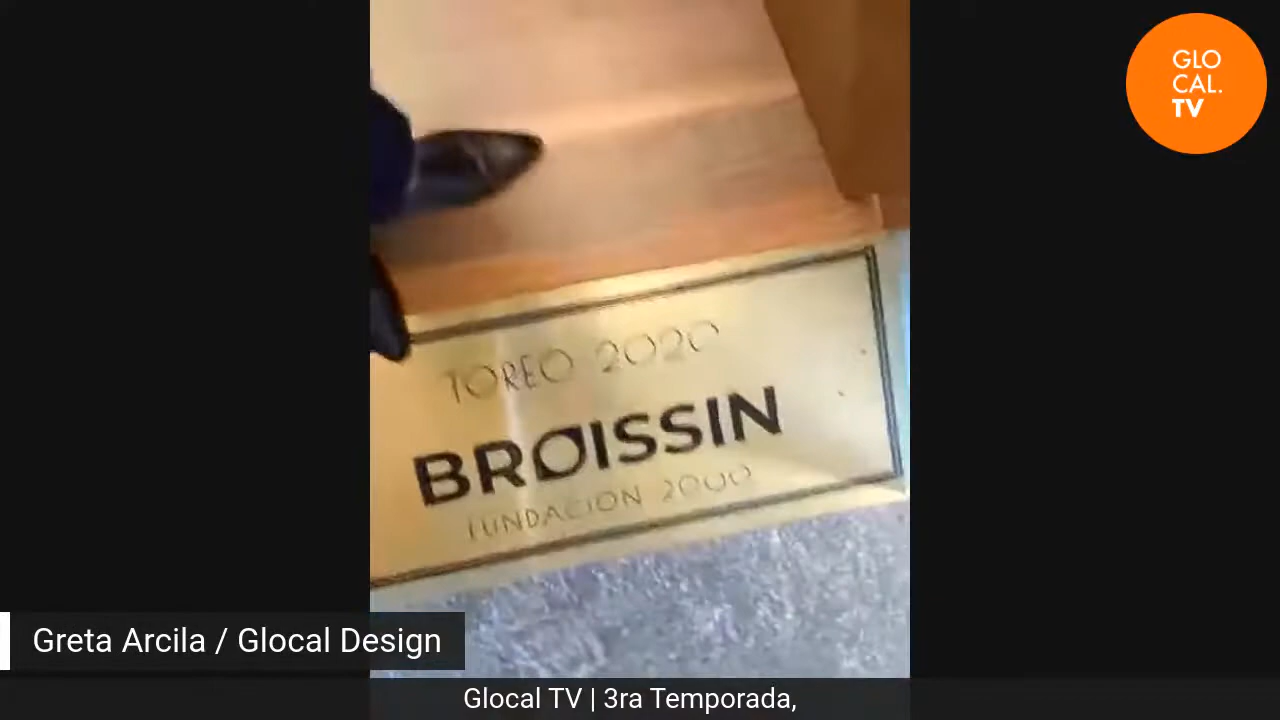 GLO
CAL.
TV
TOREO 2020
BROISSIN
FUNDACION 2000
Greta Arcila / Glocal Design
Glocal TV | 3ra Temporada,